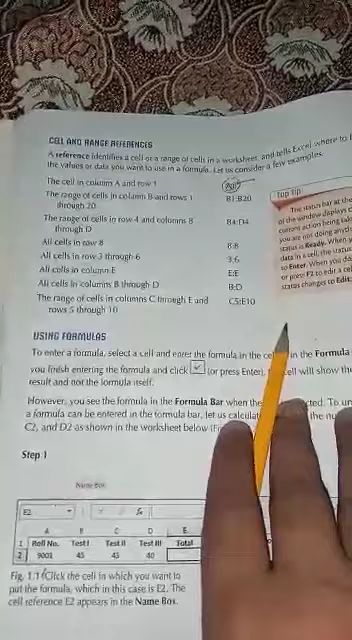 CELL AND RANGE REFERENCES
A reference identifies a cell or a range of cells in a worksheet, and tells Excel where to
the values or data you want to use in a formula. Let us consider a few examples.
The cell in column A and row 1
The range of cells in column B and rows 1 through 20 B1:B20
The range of cells in row 4 and columns B through D B4:D4
All cells in row 8 8:8
All cells in row 3 through 6 3:6
All cells in column E E:E
All cells in columns B through D B:D
The range of cells in columns C through E and rows 5 through 10 C5:E10
Top Tip
The status bar at the
of the window displays
current action being
you are not doing
status is Ready. When
data in a cell, the status
to Enter. When you do
or press F2 to edit a
status changes to Edit.
USING FORMULAS
To enter a formula, select a cell and enter the formula in the in the Formula
you finish entering the formula and click (or press Enter), cell will show the
result and not the formula itself.
However, you see the formula in the Formula Bar when the
a formula can be entered in the formula bar, let us the
C2, and D2 as shown in the worksheet below
Step 1
Name Box
E2 fx
A B C D E
1 Roll No. Test I Test II Test III Total
2 9001 45 43 40
Fig. 1.1 Click the cell in which you want to
put the formula, which in this case is E2. The
cell reference E2 appears in the Name Box.